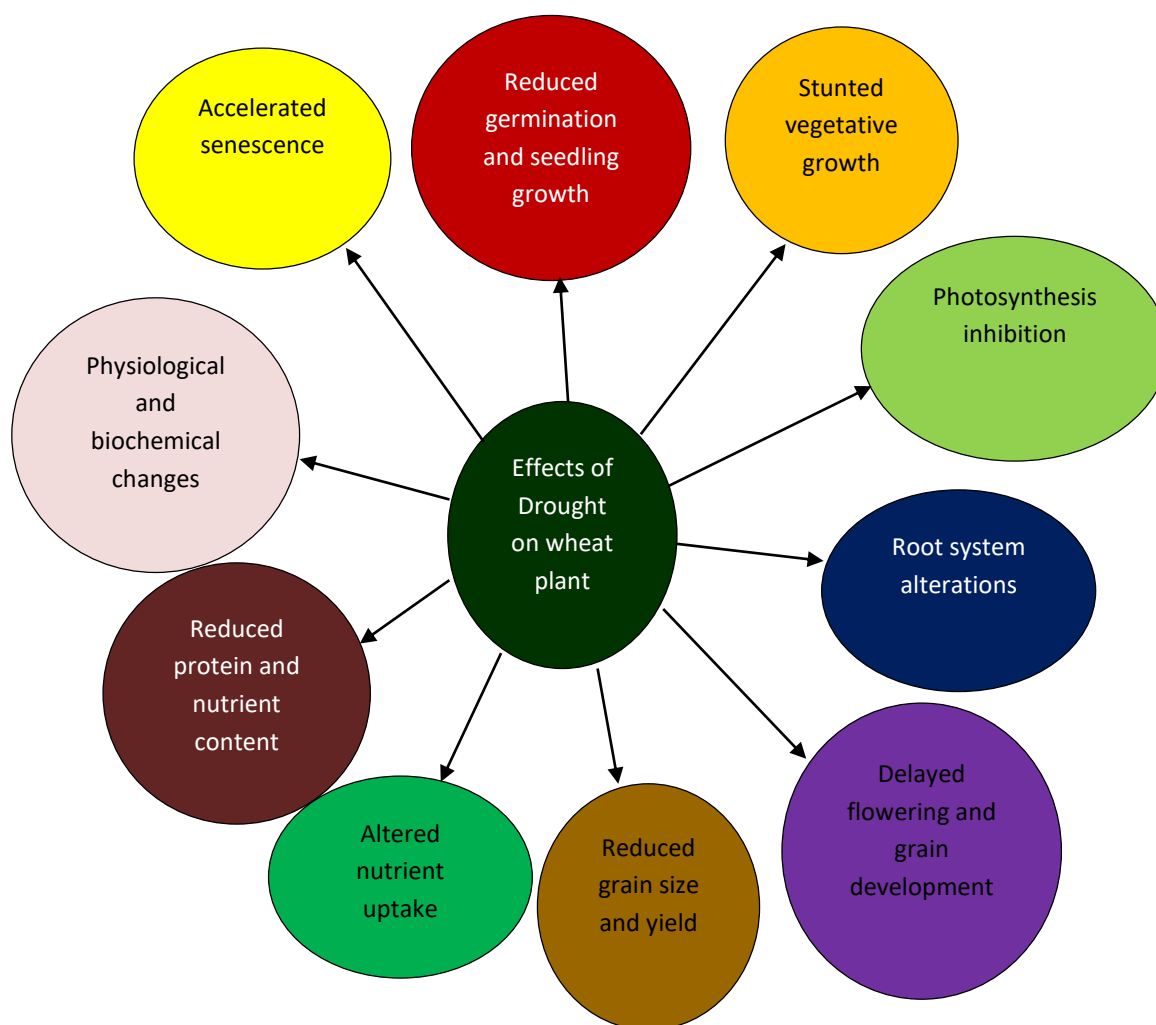 Accelerated
senescence
Reduced
germination
and seedling
growth
Stunted
vegetative
growth
Photosynthesis
inhibition
Physiological
and
biochemical
changes
Effects of
Drought
on wheat
plant
Root system
alterations
Reduced
protein and
nutrient
content
Delayed
flowering and
grain
development
Altered
nutrient
uptake
Reduced
grain size
and yield